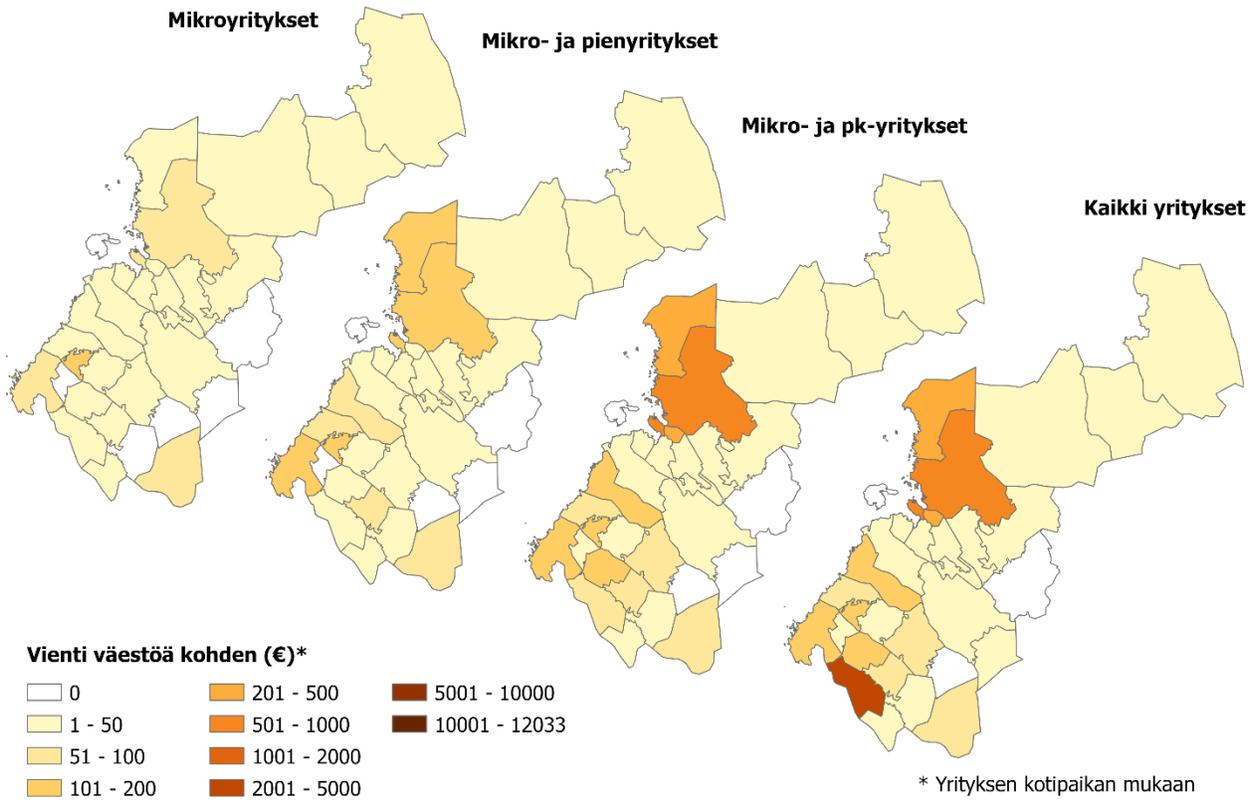 Mikroyritykset
Mikro- ja pienyritykset
Mikro- ja pk-yritykset
Kaikki yritykset
Vienti väestöä kohden (€)*
0
1 - 50
51 - 100
101 - 200
201 - 500
501 - 1000
1001 - 2000
2001 - 5000
5001 - 10000
10001 - 12033
* Yrityksen kotipaikan mukaan